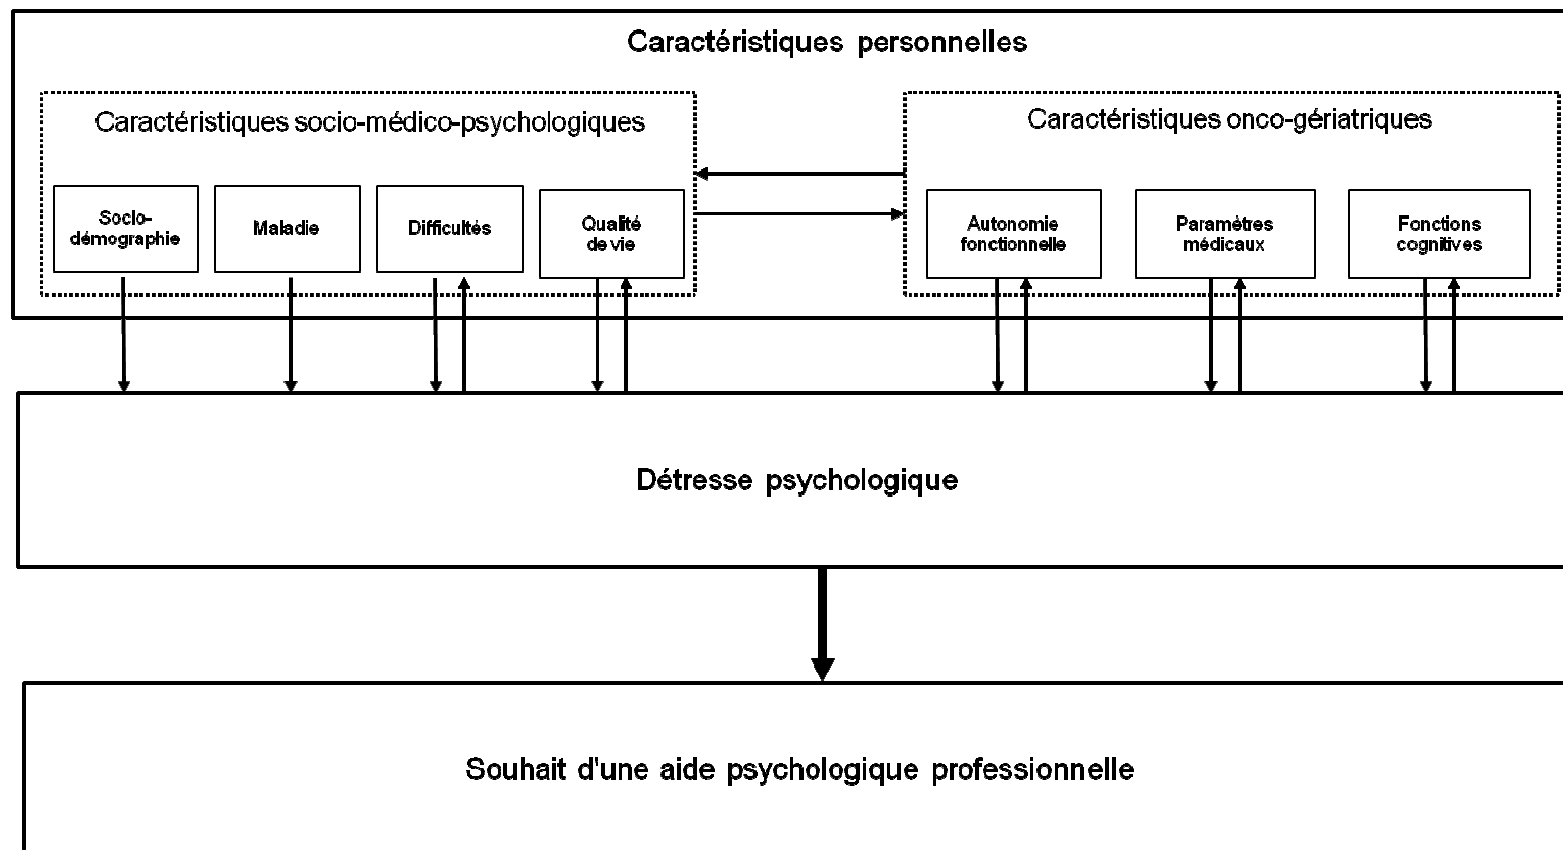 Caractéristiques personnelles
Caractéristiques socio-médico-psychologiques
Socio-
démographie
Maladie
Difficultés
Qualité
de vie
Caractéristiques onco-gériatriques
Autonomie
fonctionnelle
Paramètres
médicaux
Fonctions
cognitives
Détresse psychologique
Souhait d'une aide psychologique professionnelle